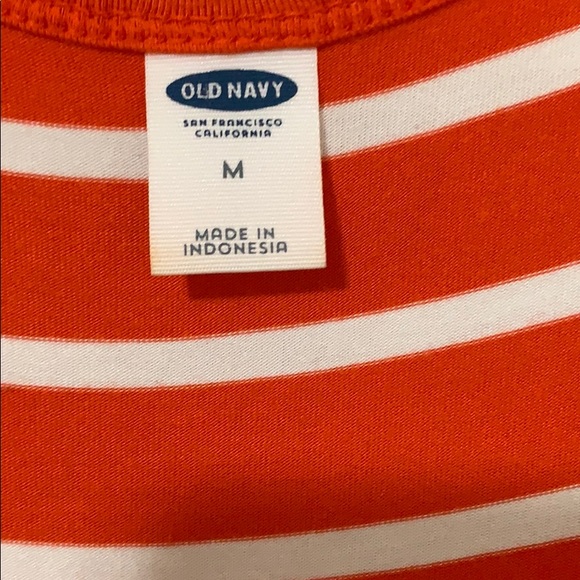 OLD NAVY
SAN FRANCISCO
CALIFORNIA
M
MADE IN
INDONESIA